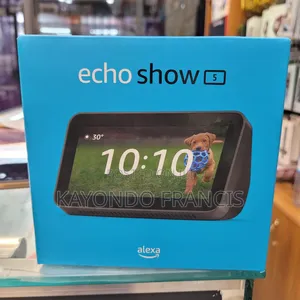 echo show 5
30°
10:10
KAYONDO FRANCIS
alexa